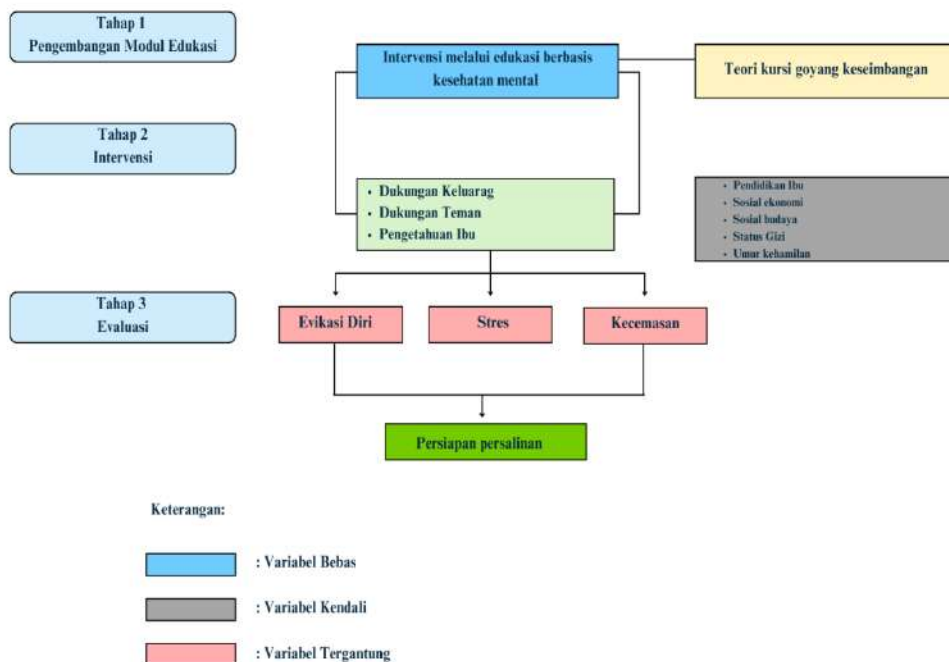 Tahap 1
Pengembangan Modul Edukasi
Intervensi melalui edukasi berbasis
kesehatan mental
Teori kursi goyang keseimbangan
Tahap 2
Intervensi
• Dukungan Keluarag
• Dukungan Teman
• Pengetahuan Ibu
• Pendidikan Ibu
• Sosial ekonomi
• Sosial budaya
• Status Gizi
• Umur kehamilan
Tahap 3
Evaluasi
Evikasi Diri
Stres
Kecemasan
Persiapan persalinan
Keterangan:
: Variabel Bebas
: Variabel Kendali
: Variabel Tergantung